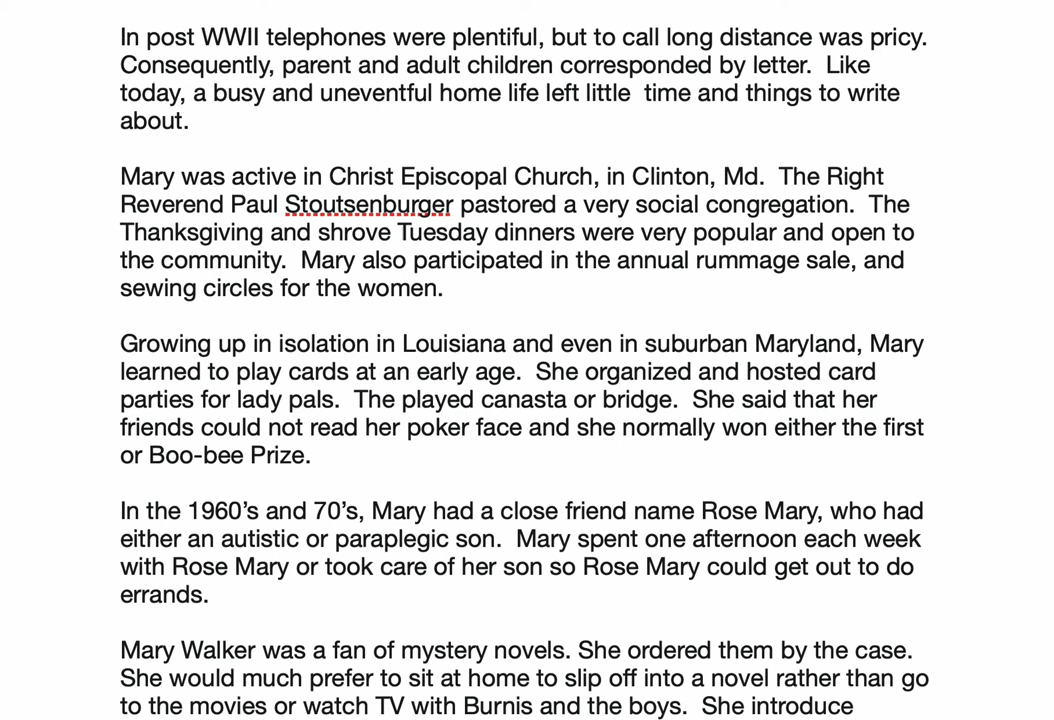 In post WWII telephones were plentiful, but to call long distance was pricy.
Consequently, parent and adult children corresponded by letter.  Like
today, a busy and uneventful home life left little  time and things to write
about.
Mary was active in Christ Episcopal Church, in Clinton, Md.  The Right
Reverend Paul Stoutsenburger pastored a very social congregation.  The
Thanksgiving and shrove Tuesday dinners were very popular and open to
the community.  Mary also participated in the annual rummage sale, and
sewing circles for the women.
Growing up in isolation in Louisiana and even in suburban Maryland, Mary
learned to play cards at an early age.  She organized and hosted card
parties for lady pals.  The played canasta or bridge.  She said that her
friends could not read her poker face and she normally won either the first
or Boo-bee Prize.
In the 1960’s and 70’s, Mary had a close friend name Rose Mary, who had
either an autistic or paraplegic son.  Mary spent one afternoon each week
with Rose Mary or took care of her son so Rose Mary could get out to do
errands.
Mary Walker was a fan of mystery novels. She ordered them by the case.
She would much prefer to sit at home to slip off into a novel rather than go
to the movies or watch TV with Burnis and the boys.  She introduce